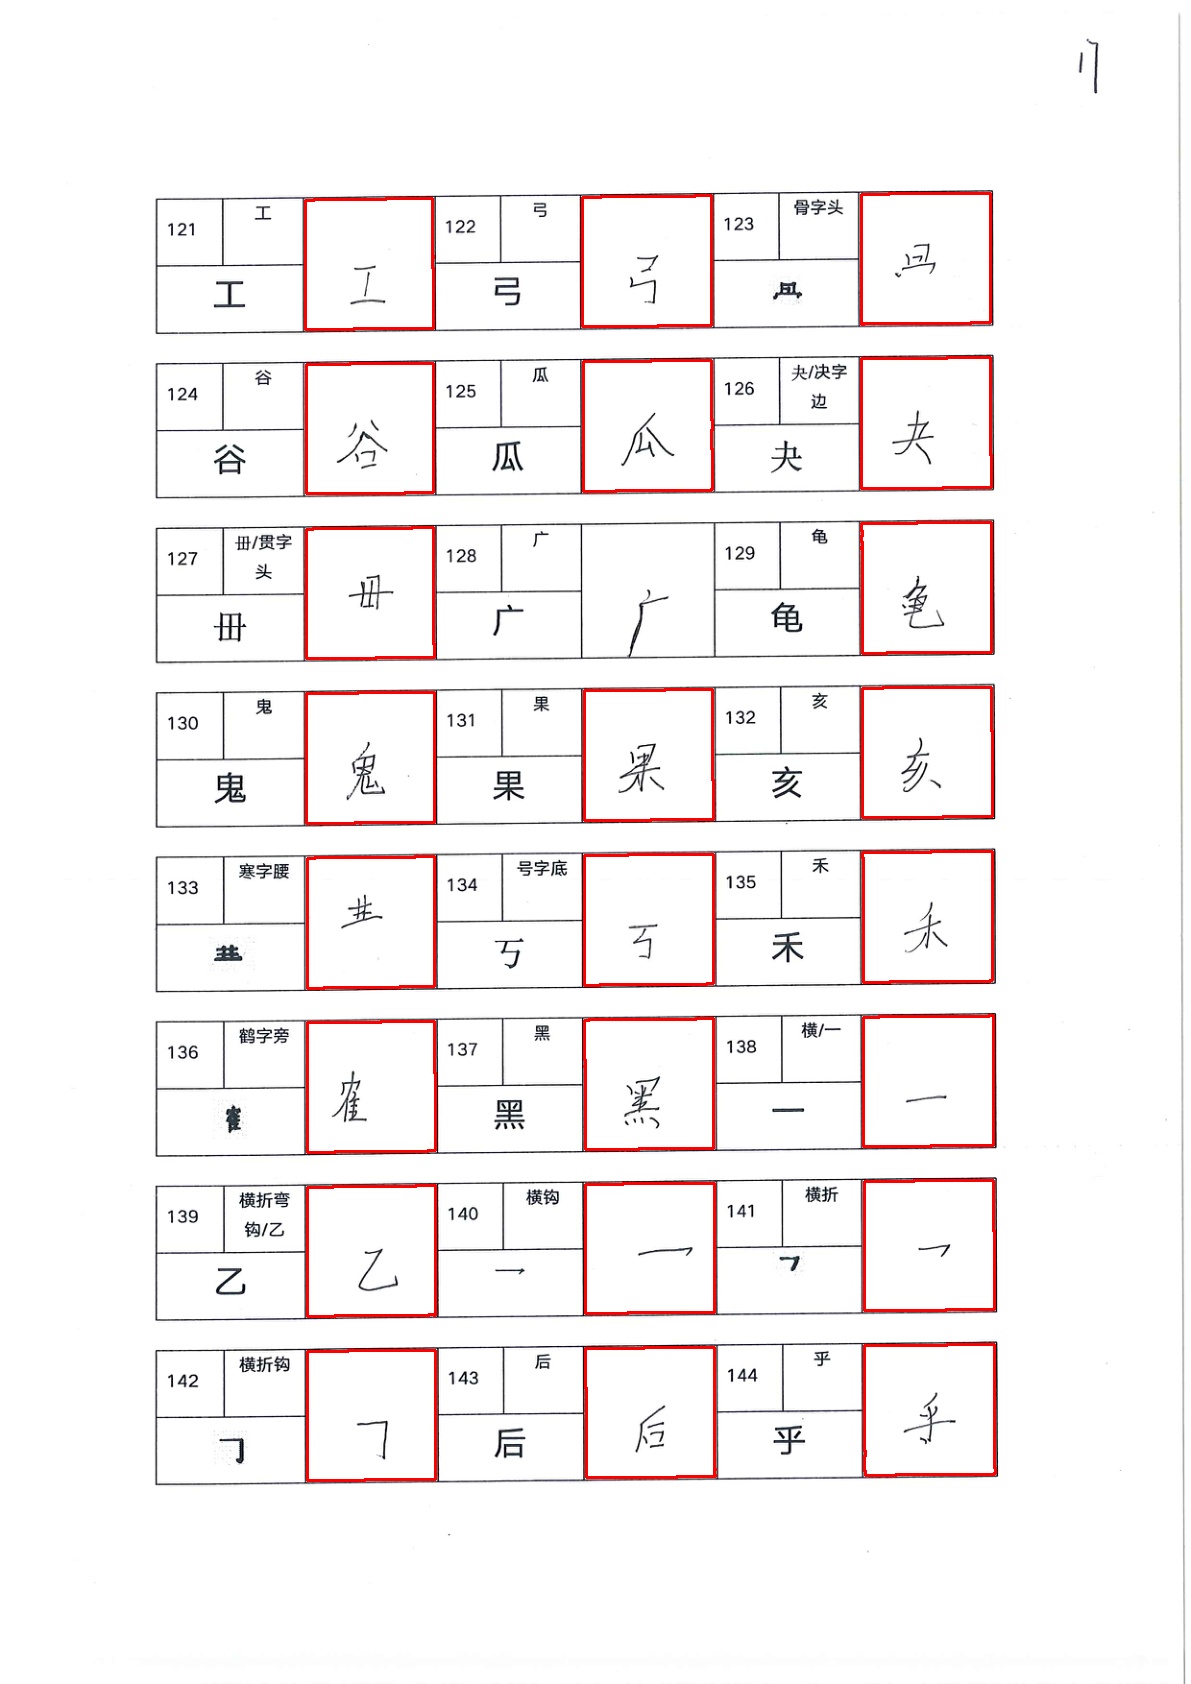 17
121 工 工 工
122 弓 弓 弓
123 骨字头
124 谷 谷 谷
125 瓜 瓜 瓜
126 夬/决字边 夬 夬
127 毌/贯字头 毌 毌
128 广 广 广
129 龟 龟 龟
130 鬼 鬼 鬼
131 果 果 果
132 亥 亥 亥
133 寒字腰 龷 龷
134 号字底 丂 丂
135 禾 禾 禾
136 鹤字旁 隺 隺
137 黑 黑 黑
138 横/一 一 一
139 横折弯钩/乙 乙 乙
140 横钩 乛 乛
141 横折 ㇕ ㇕
142 横折钩 ㇆ ㇆
143 后 后 后
144 乎 乎 乎